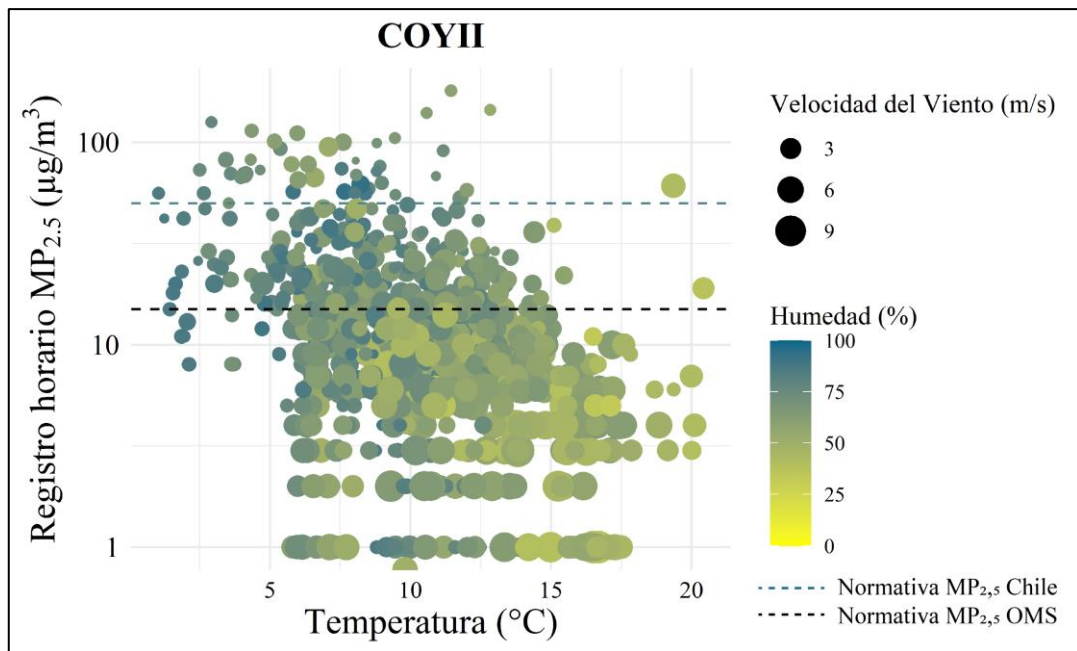 COYII
Registro horario MP2.5 (µg/m³)
100
10
1
5
10
15
20
Temperatura (°C)
Velocidad del Viento (m/s)
3
6
9
Humedad (%)
100
75
50
25
0
Normativa MP₂,₅ Chile
Normativa MP₂,₅ OMS